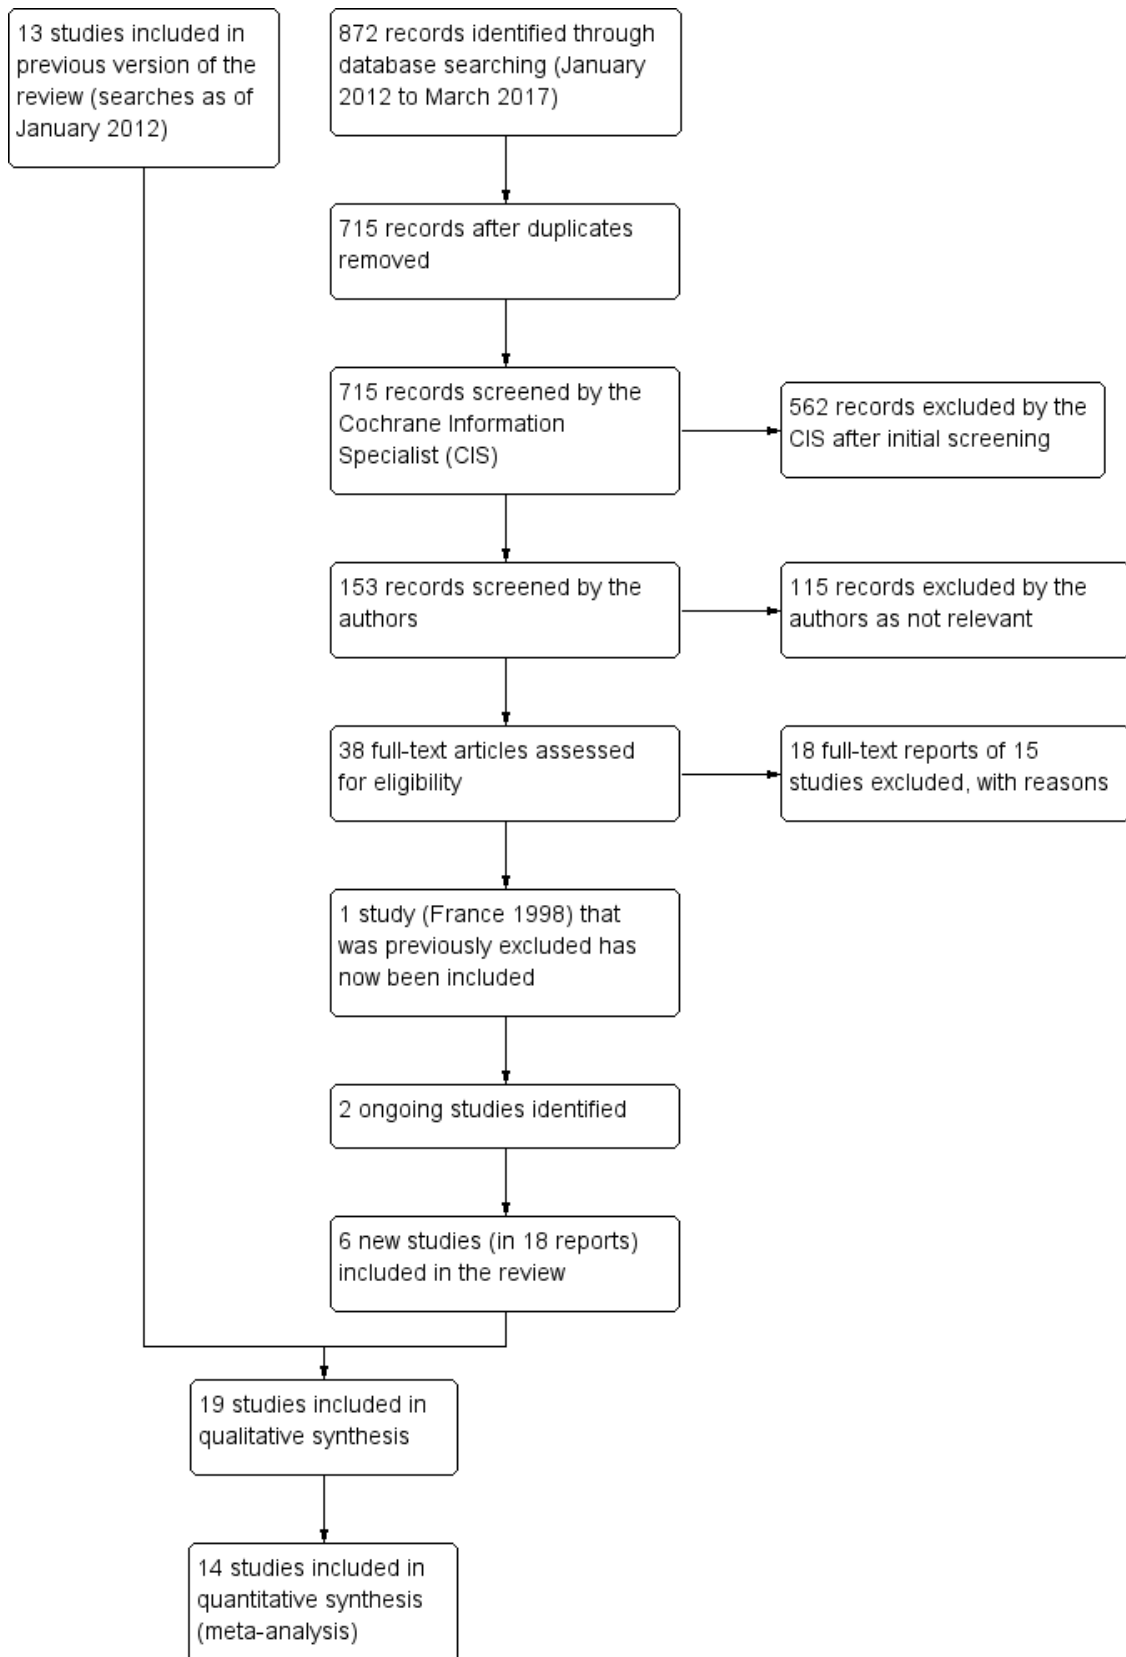 13 studies included in
previous version of the
review (searches as of
January 2012)
872 records identified through
database searching (January
2012 to March 2017)
715 records after duplicates
removed
715 records screened by the
Cochrane Information
Specialist (CIS)
562 records excluded by the
CIS after initial screening
153 records screened by the
authors
115 records excluded by the
authors as not relevant
38 full-text articles assessed
for eligibility
18 full-text reports of 15
studies excluded, with reasons
1 study (France 1998) that
was previously excluded has
now been included
2 ongoing studies identified
6 new studies (in 18 reports)
included in the review
19 studies included in
qualitative synthesis
14 studies included in
quantitative synthesis
(meta-analysis)